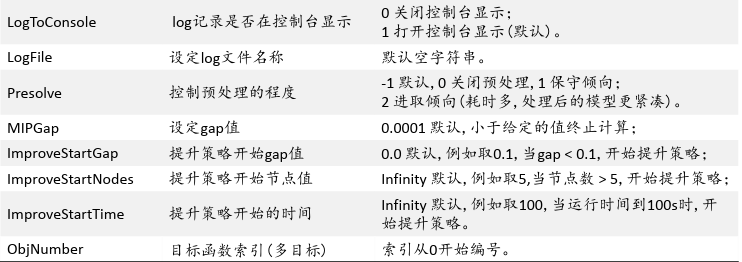 LogToConsole log记录是否在控制台显示 0 关闭控制台显示；
1 打开控制台显示(默认)。
LogFile 设定log文件名称 默认空字符串。
Presolve 控制预处理的程度 -1 默认, 0 关闭预处理, 1 保守倾向；
2 进取倾向(耗时多, 处理后的模型更紧凑)。
MIPGap 设定gap值 0.0001 默认, 小于给定的值终止计算；
ImproveStartGap 提升策略开始gap值 0.0 默认, 例如取0.1, 当gap < 0.1, 开始提升策略；
ImproveStartNodes 提升策略开始节点值 Infinity 默认, 例如取5,当节点数 > 5, 开始提升策略；
ImproveStartTime 提升策略开始的时间 Infinity 默认, 例如取100, 当运行时间到100s时, 开
始提升策略。
ObjNumber 目标函数索引(多目标) 索引从0开始编号。